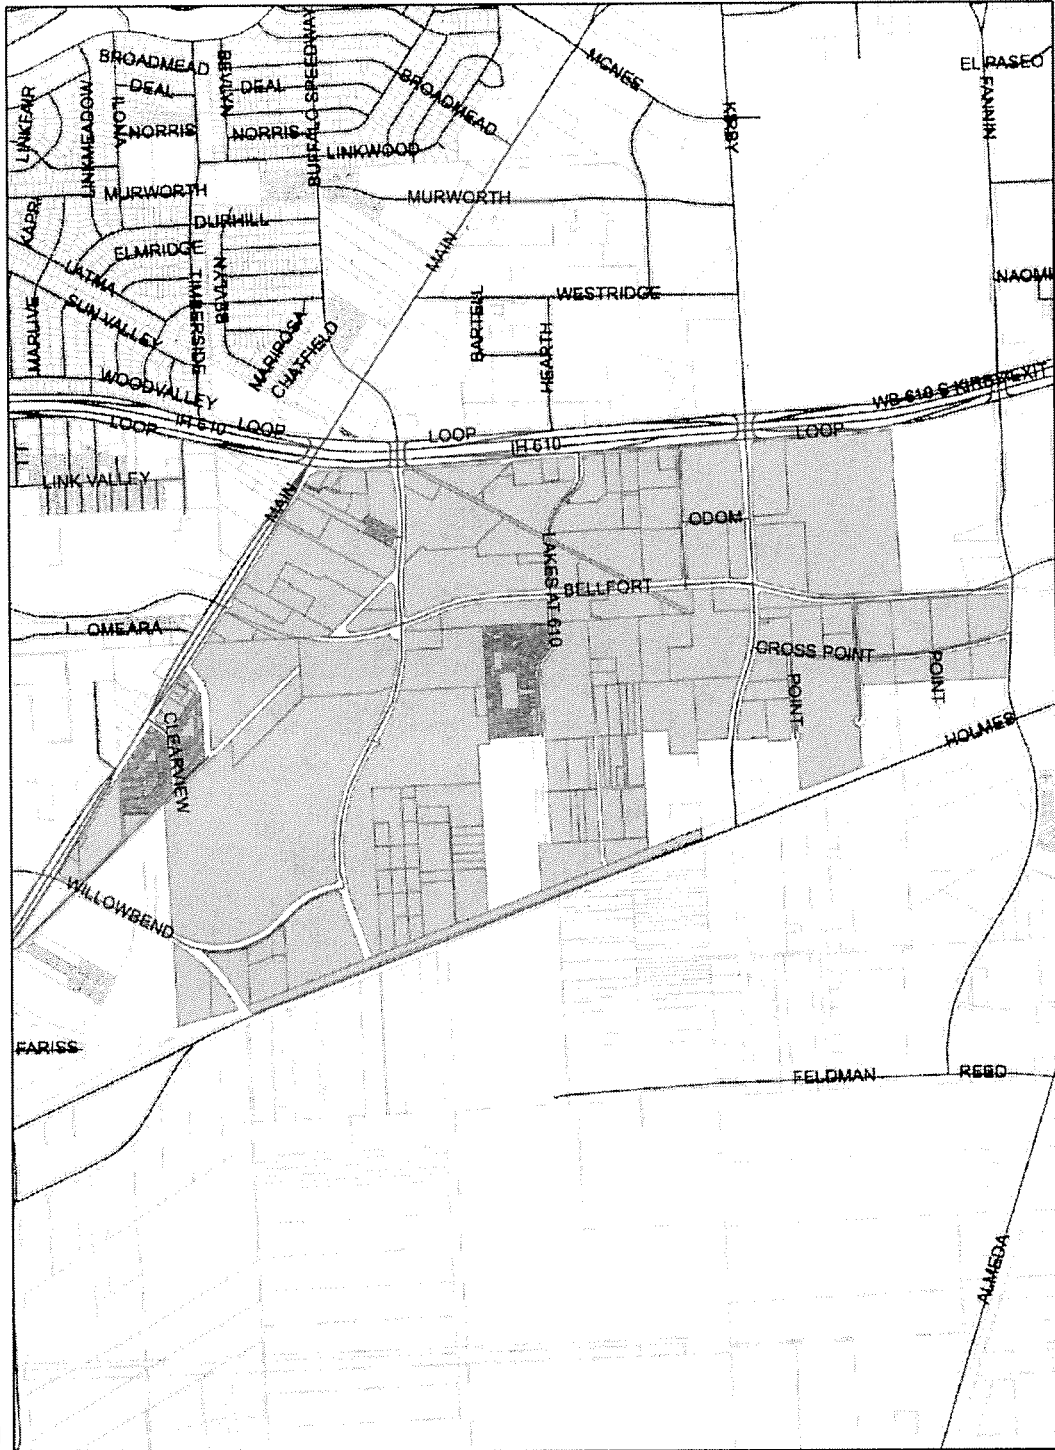 BROADMEAD
BEVLYN
DEAL
DEAL
BUFFALO SPEEDWAY
BROADMEAD
MCNEE
EL PASEO
FANNIN
LINKFAIR
LINKMEADOW
ILONA
NORRIS
NORRIS
LINKWOOD
KIRBY
MURWORTH
MURWORTH
KAPRI
DURHILL
ELMRIDGE
MAIN
LATMA
SUN VALLEY
TIMBERSIDE
BEVLYN
WESTRIDGE
NAOMI
MARLIVE
MARIPOSA
CHATFIELD
BARTELL
HEARTH
WOODVALLEY
WB 610 S KIRBY EXIT
LOOP
IH 610
LOOP
LOOP
IH 610
LOOP
LINK VALLEY
MAIN
ODOM
LAKES AT 610
BELLFORT
OMEARA
CROSS POINT
POINT
POINT
CLEARVIEW
HOLMES
WILLOWBEND
FARISS
FELDMAN
REED
ALMEDA